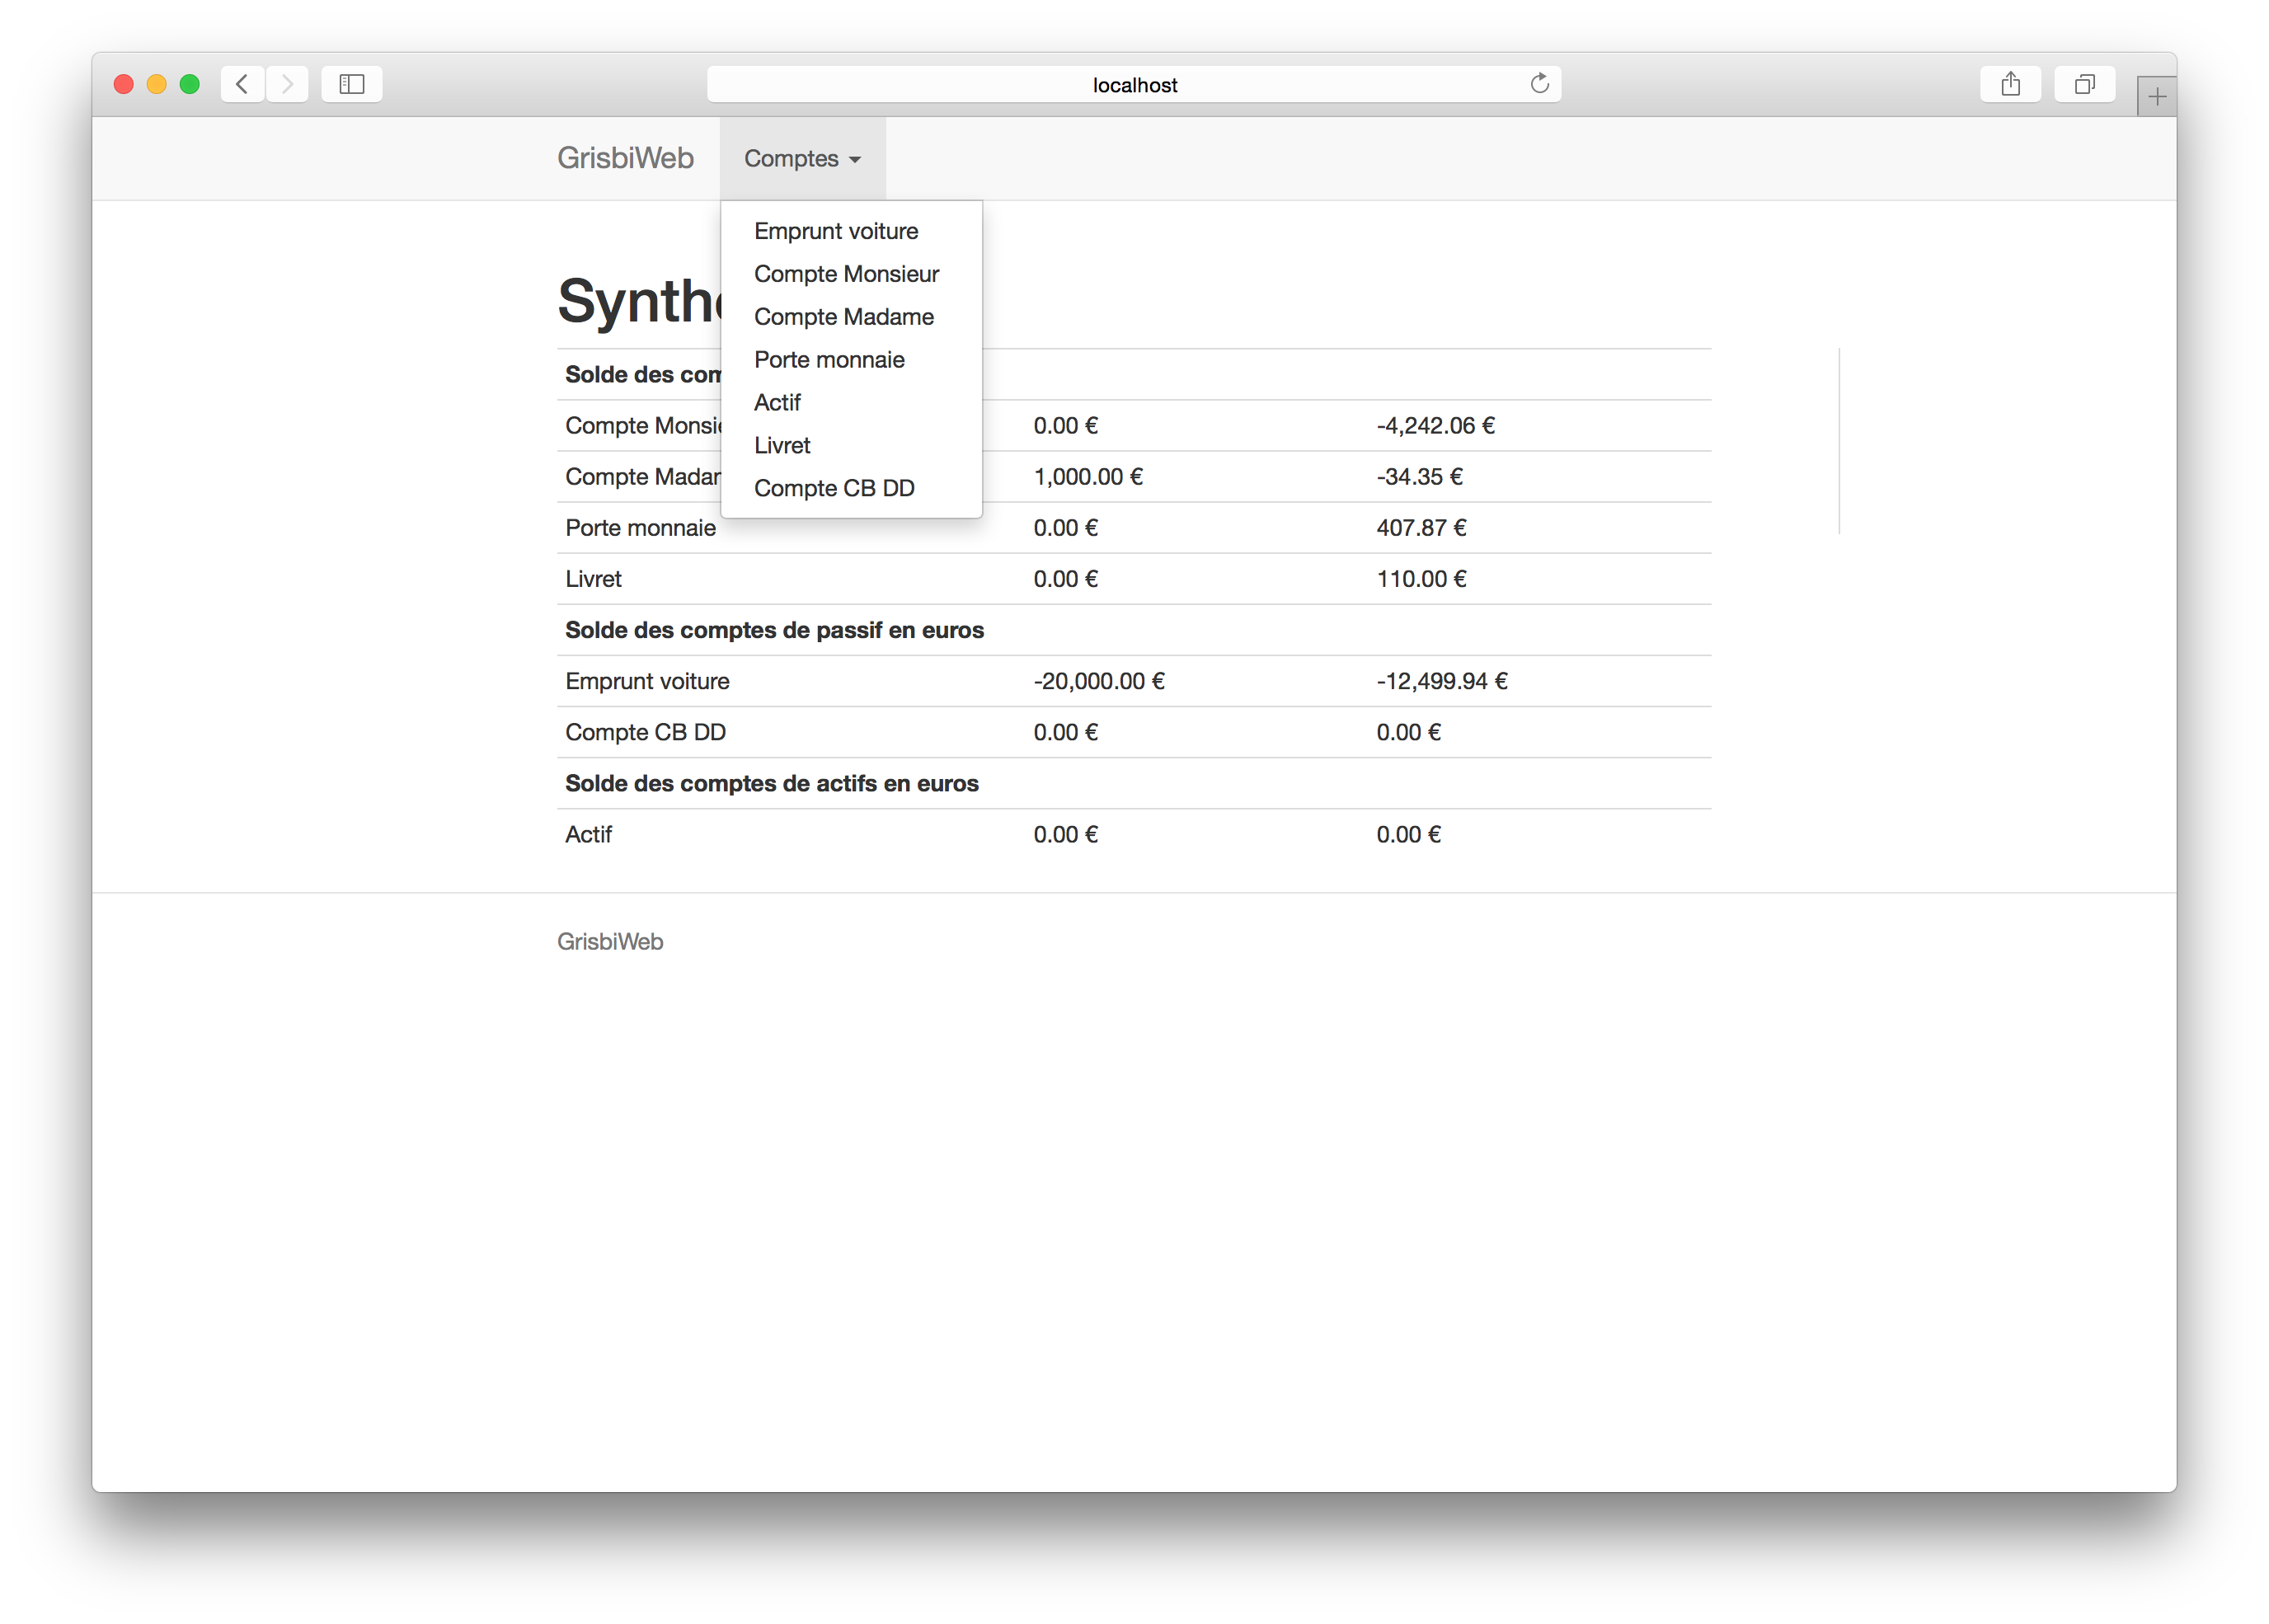 localhost
GrisbiWeb Comptes
Emprunt voiture
Compte Monsieur
Compte Madame
Porte monnaie
Actif
Livret
Compte CB DD
Solde des
Compte 0.00 € -4,242.06 €
Compte 1,000.00 € -34.35 €
Porte monnaie 0.00 € 407.87 €
Livret 0.00 € 110.00 €
Solde des comptes de passif en euros
Emprunt voiture -20,000.00 € -12,499.94 €
Compte CB DD 0.00 € 0.00 €
Solde des comptes de actifs en euros
Actif 0.00 € 0.00 €
GrisbiWeb